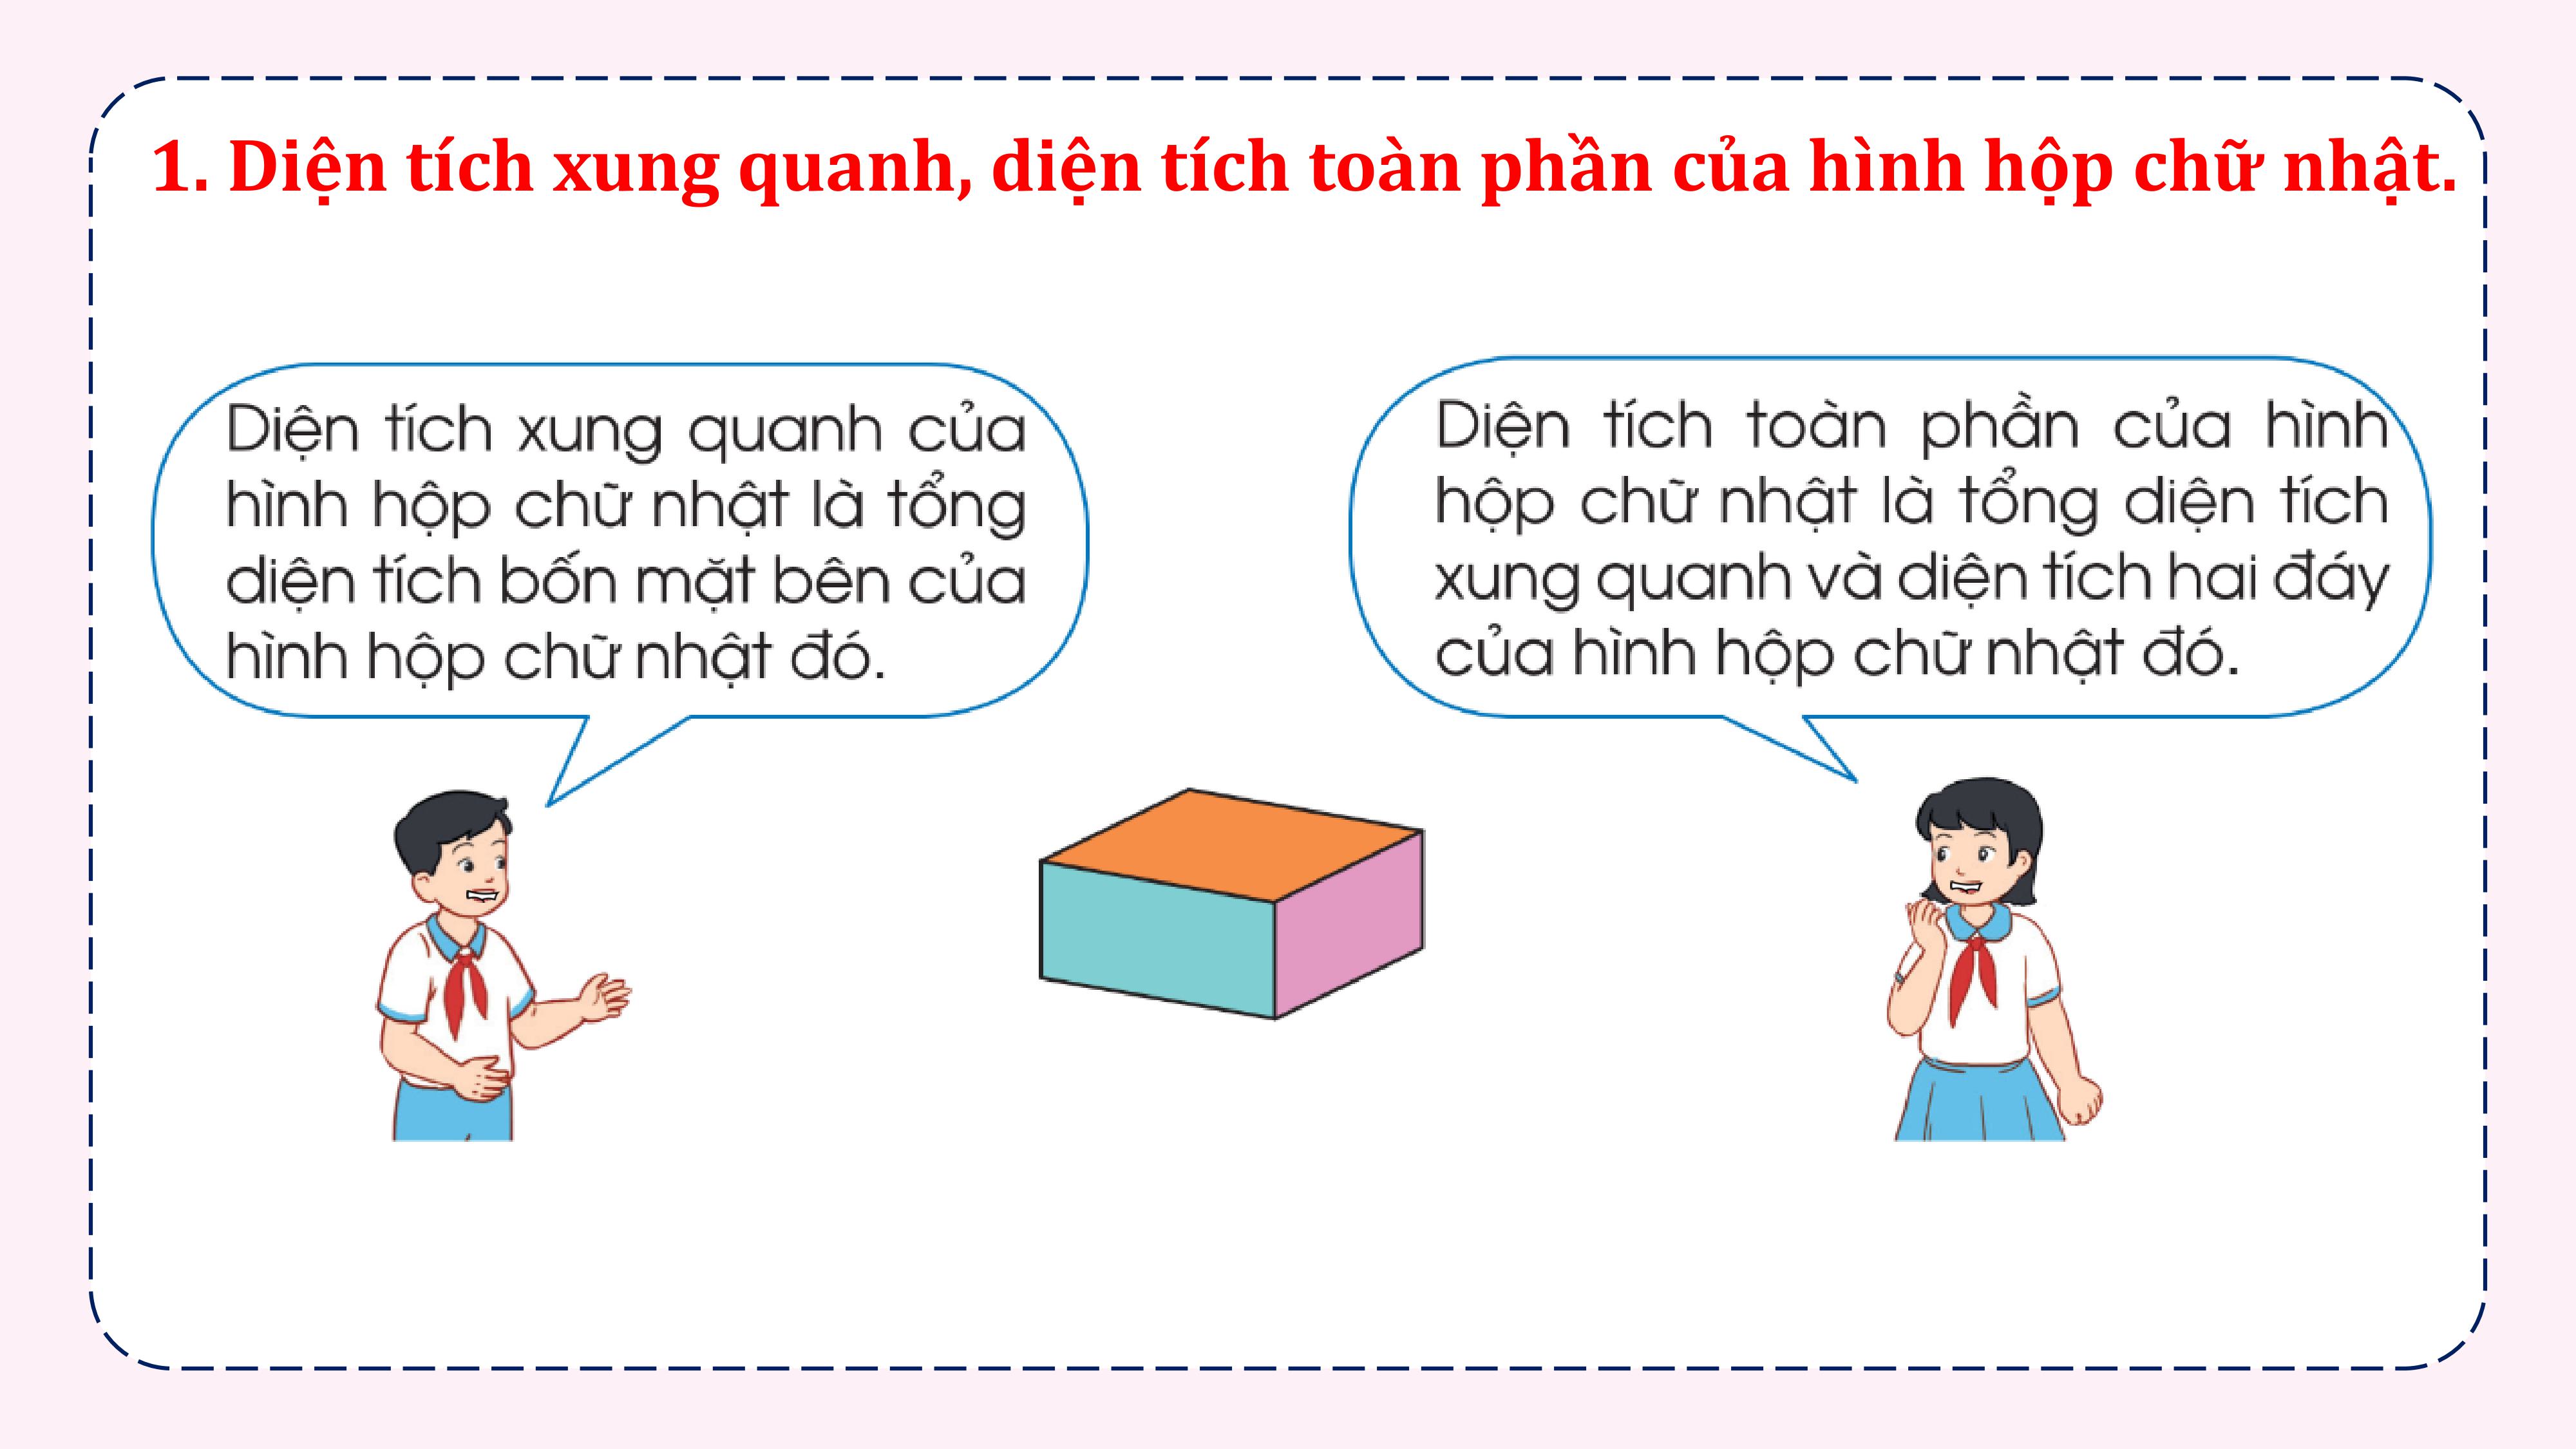 1. Diện tích xung quanh, diện tích toàn phần của hình hộp chữ nhật.
Diện tích xung quanh của
hình hộp chữ nhật là tổng
diện tích bốn mặt bên của
hình hộp chữ nhật đó.
Diện tích toàn phần của hình
hộp chữ nhật là tổng diện tích
xung quanh và diện tích hai đáy
của hình hộp chữ nhật đó.